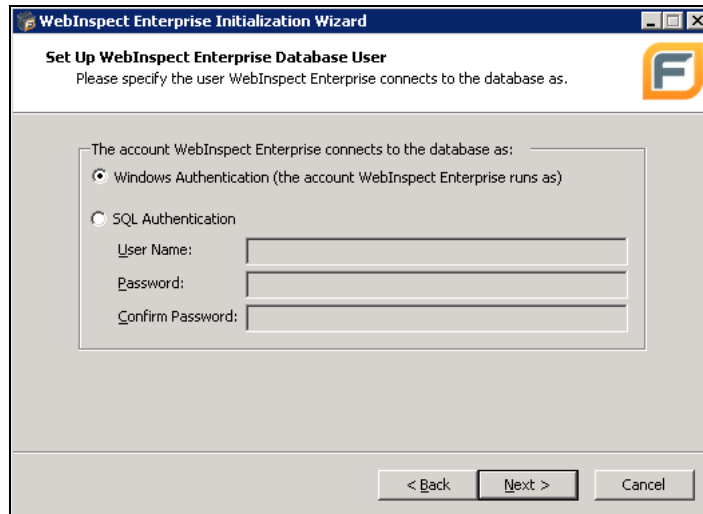 WebInspect Enterprise Initialization Wizard
Set Up WebInspect Enterprise Database User
Please specify the user WebInspect Enterprise connects to the database as.
The account WebInspect Enterprise connects to the database as:
Windows Authentication (the account WebInspect Enterprise runs as)
SQL Authentication
User Name:
Password:
Confirm Password:
< Back
Next >
Cancel